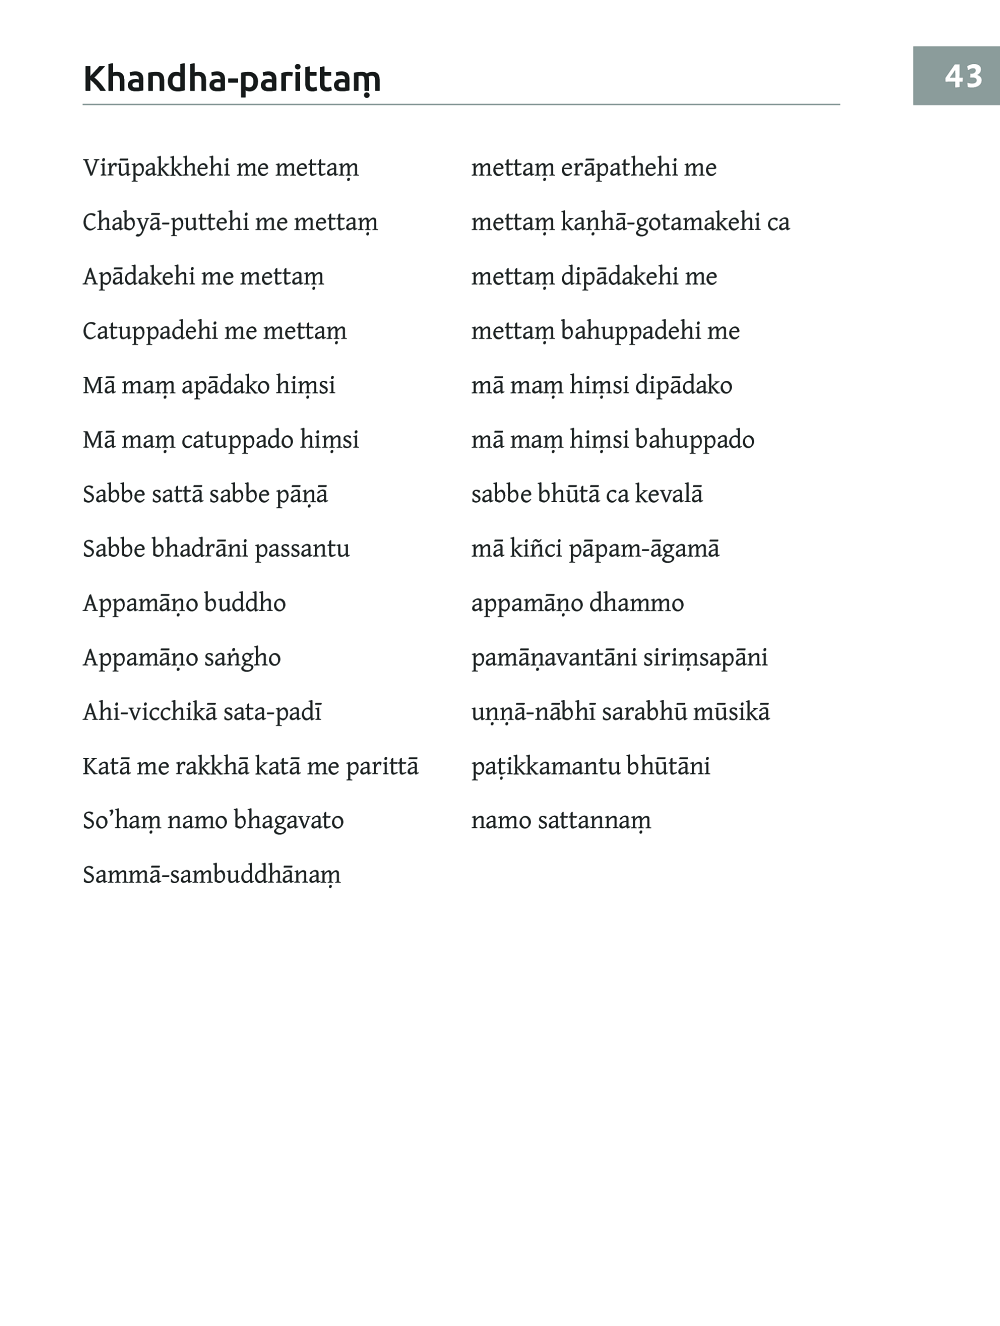 Khandha-parittaṃ
43
Virūpakkhehi me mettaṃ mettaṃ erāpathehi me
Chabyā-puttehi me mettaṃ mettaṃ kaṇhā-gotamakehi ca
Apādakehi me mettaṃ mettaṃ dipādakehi me
Catuppadehi me mettaṃ mettaṃ bahuppadehi me
Mā maṃ apādako hiṃsi mā maṃ hiṃsi dipādako
Mā maṃ catuppado hiṃsi mā maṃ hiṃsi bahuppado
Sabbe sattā sabbe pāṇā sabbe bhūtā ca kevalā
Sabbe bhadrāni passantu mā kiñci pāpam-āgamā
Appamāṇo buddho appamāṇo dhammo
Appamāṇo saṅgho pamāṇavantāni siriṃsapāni
Ahi-vicchikā sata-padī uṇṇā-nābhī sarabhū mūsikā
Katā me rakkhā katā me parittā paṭikkamantu bhūtāni
So’haṃ namo bhagavato namo sattannaṃ
Sammā-sambuddhānaṃ